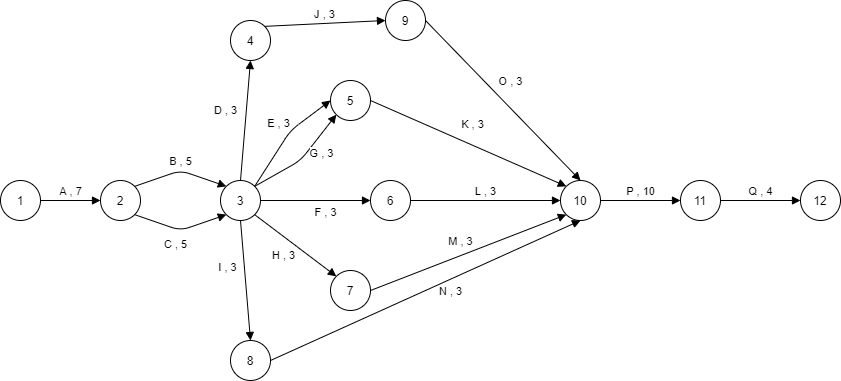 J , 3
9
4
O , 3
D , 3
5
E , 3
K , 3
G , 3
B , 5
A , 7
1
2
3
F , 3
6
L , 3
10
P , 10
11
Q , 4
12
C , 5
M , 3
H , 3
I , 3
7
N , 3
8